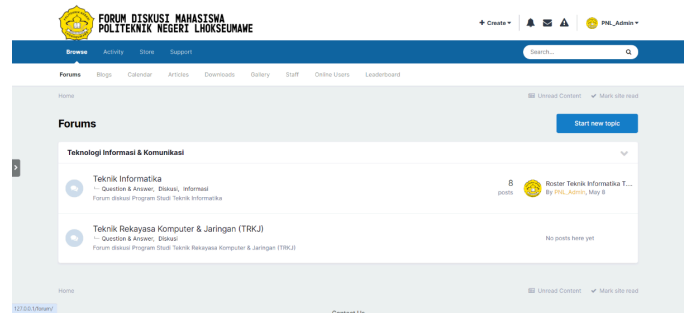 FORUM DISKUSI MAHASISWA
POLITEKNIK NEGERI LHOKSEUMAWE
+ Create
PNL_Admin
Browse Activity Store Support
Search...
Forums Blogs Calendar Articles Downloads Gallery Staff Online Users Leaderboard
Home
Unread Content Mark site read
Forums
Start new topic
Teknologi Informasi & Komunikasi
Teknik Informatika
Question & Answer, Diskusi, Informasi
Forum diskusi Program Studi Teknik Informatika
8
posts
Roster Teknik Informatika T...
By PNL_Admin, May 8
Teknik Rekayasa Komputer & Jaringan (TRKJ)
Question & Answer, Diskusi
Forum diskusi Program Studi Teknik Rekayasa Komputer & Jaringan (TRKJ)
No posts here yet
Home
Unread Content Mark site read
127.0.0.1/forum/
Contact Us